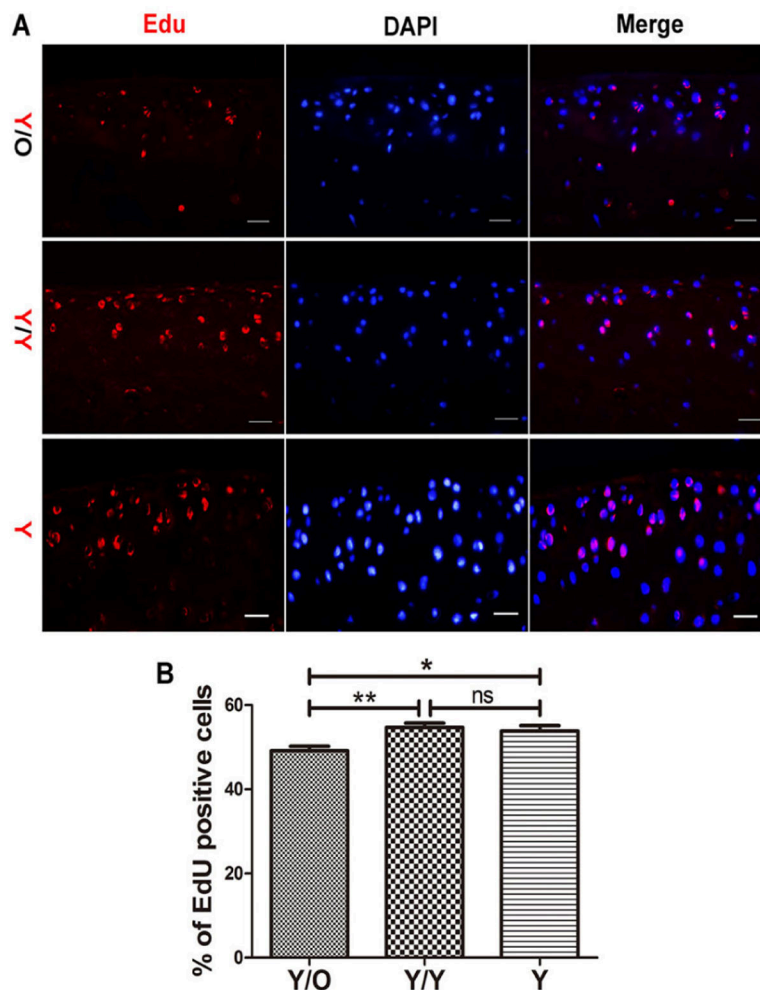 A
Edu
DAPI
Merge
Y/O
Y/Y
Y
B
% of EdU positive cells
60
40
20
0
*
**
ns
Y/O
Y/Y
Y